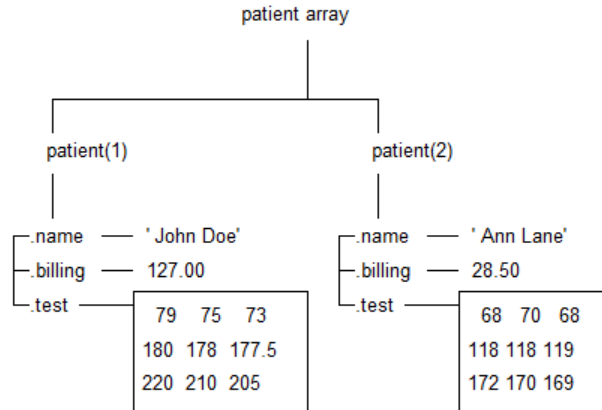 patient array
patient(1)
.name ' John Doe'
.billing 127.00
.test
79 75 73
180 178 177.5
220 210 205
patient(2)
.name ' Ann Lane'
.billing 28.50
.test
68 70 68
118 118 119
172 170 169